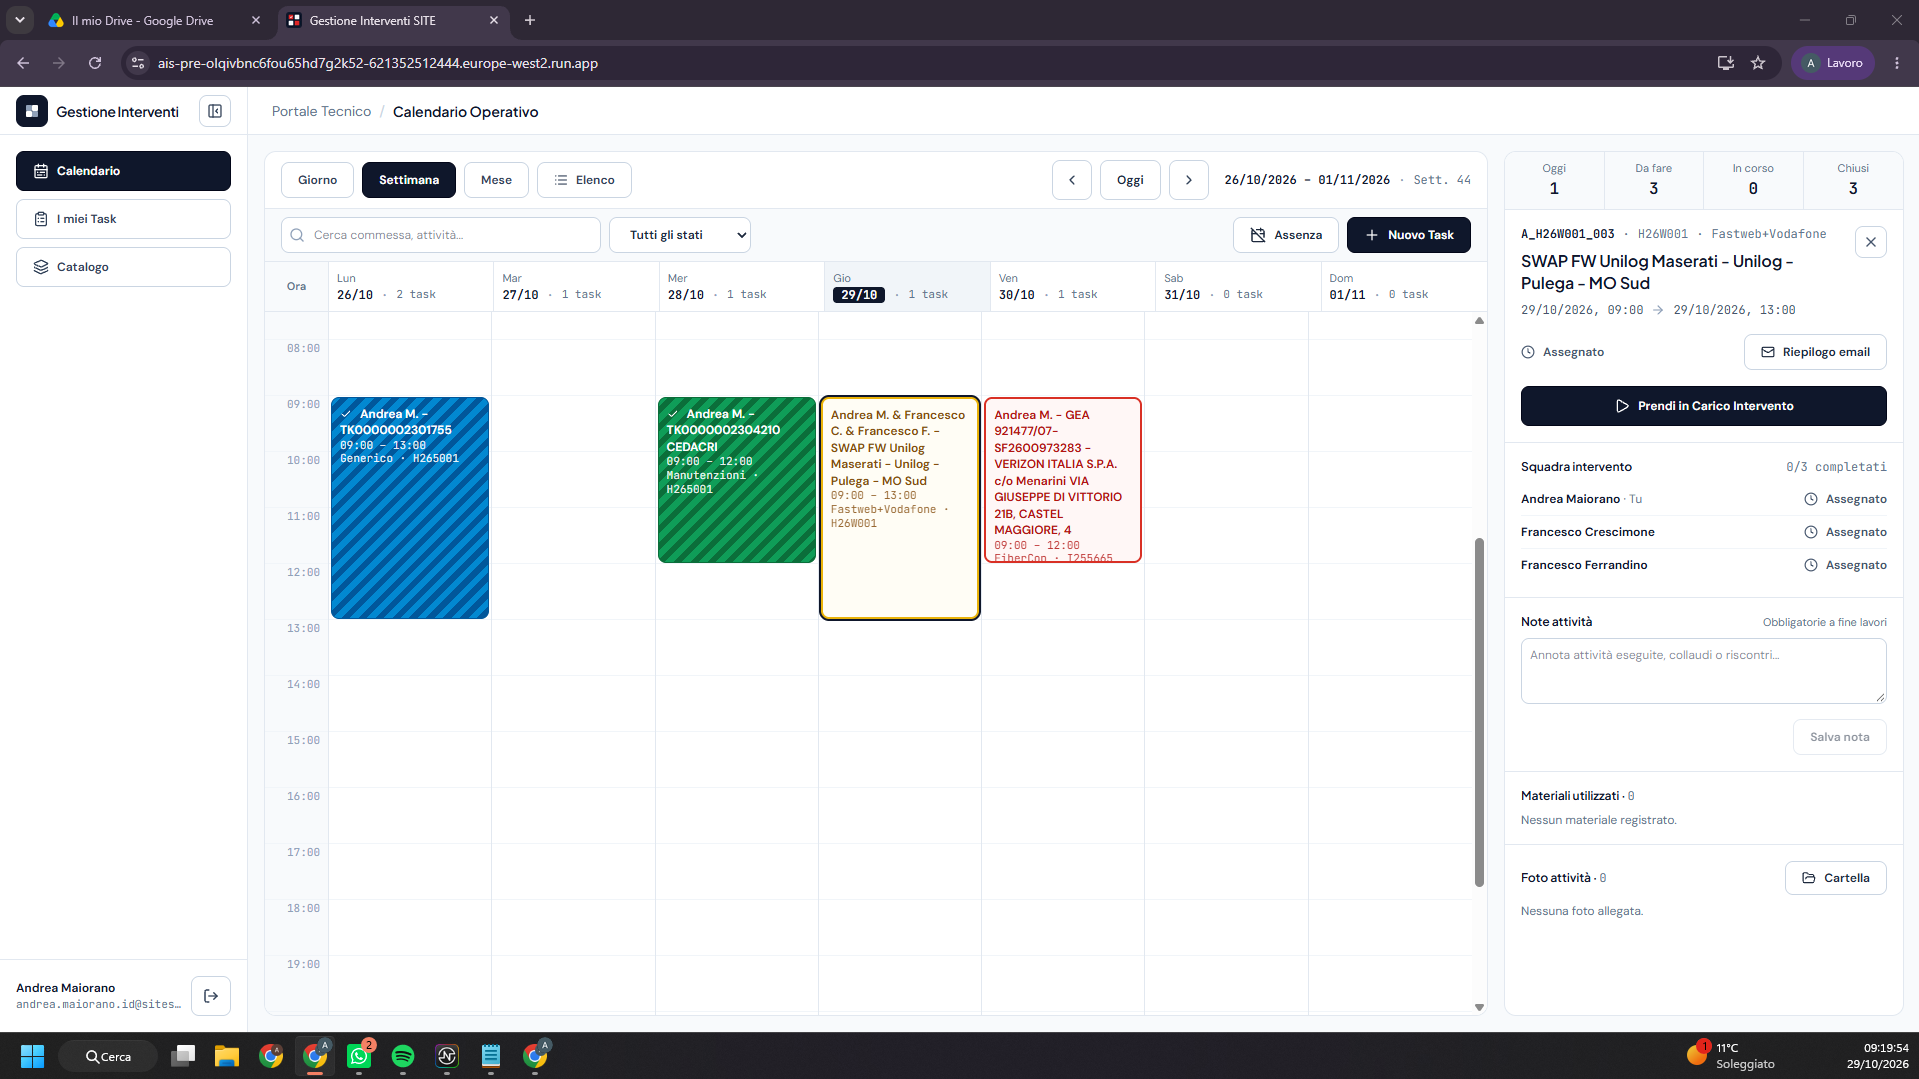 Il mio Drive - Google Drive
Gestione Interventi SITE
ais-pre-olqivbnc6fou65hd7g2k52-621352512444.europe-west2.run.app
A Lavoro
Gestione Interventi
Portale Tecnico / Calendario Operativo
Calendario
I miei Task
Catalogo
Giorno
Settimana
Mese
Elenco
Oggi
26/10/2026 – 01/11/2026 · Sett. 44
Cerca commessa, attività...
Tutti gli stati
Assenza
Nuovo Task
Ora
Lun
26/10 · 2 task
Mar
27/10 · 1 task
Mer
28/10 · 1 task
Gio
29/10 · 1 task
Ven
30/10 · 1 task
Sab
31/10 · 0 task
Dom
01/11 · 0 task
08:00
09:00
10:00
11:00
12:00
13:00
14:00
15:00
16:00
17:00
18:00
19:00
Andrea M. –
TK0000002301755
09:00 – 13:00
Generico · H265001
Andrea M. –
TK0000002304210
CEDACRI
09:00 – 12:00
Manutenzioni ·
H265001
Andrea M. & Francesco
C. & Francesco F. –
SWAP FW Unilog
Maserati – Unilog –
Pulega – MO Sud
09:00 – 13:00
Fastweb+Vodafone ·
H26W001
Andrea M. – GEA
921477/07-
SF2600973283 –
VERIZON ITALIA S.P.A.
c/o Menarini VIA
GIUSEPPE DI VITTORIO
21B, CASTEL
MAGGIORE, 4
09:00 – 12:00
FiberCop · I255665
Oggi
1
Da fare
3
In corso
0
Chiusi
3
A_H26W001_003 · H26W001 · Fastweb+Vodafone
SWAP FW Unilog Maserati – Unilog –
Pulega – MO Sud
29/10/2026, 09:00 → 29/10/2026, 13:00
Assegnato
Riepilogo email
Prendi in Carico Intervento
Squadra intervento
0/3 completati
Andrea Maiorano · Tu
Assegnato
Francesco Crescimone
Assegnato
Francesco Ferrandino
Assegnato
Note attività
Obbligatorie a fine lavori
Annota attività eseguite, collaudi o riscontri...
Salva nota
Materiali utilizzati · 0
Nessun materiale registrato.
Foto attività · 0
Cartella
Nessuna foto allegata.
Andrea Maiorano
andrea.maiorano.id@sites...
Cerca
A
A
2
A
1
11°C
Soleggiato
09:19:54
29/10/2026